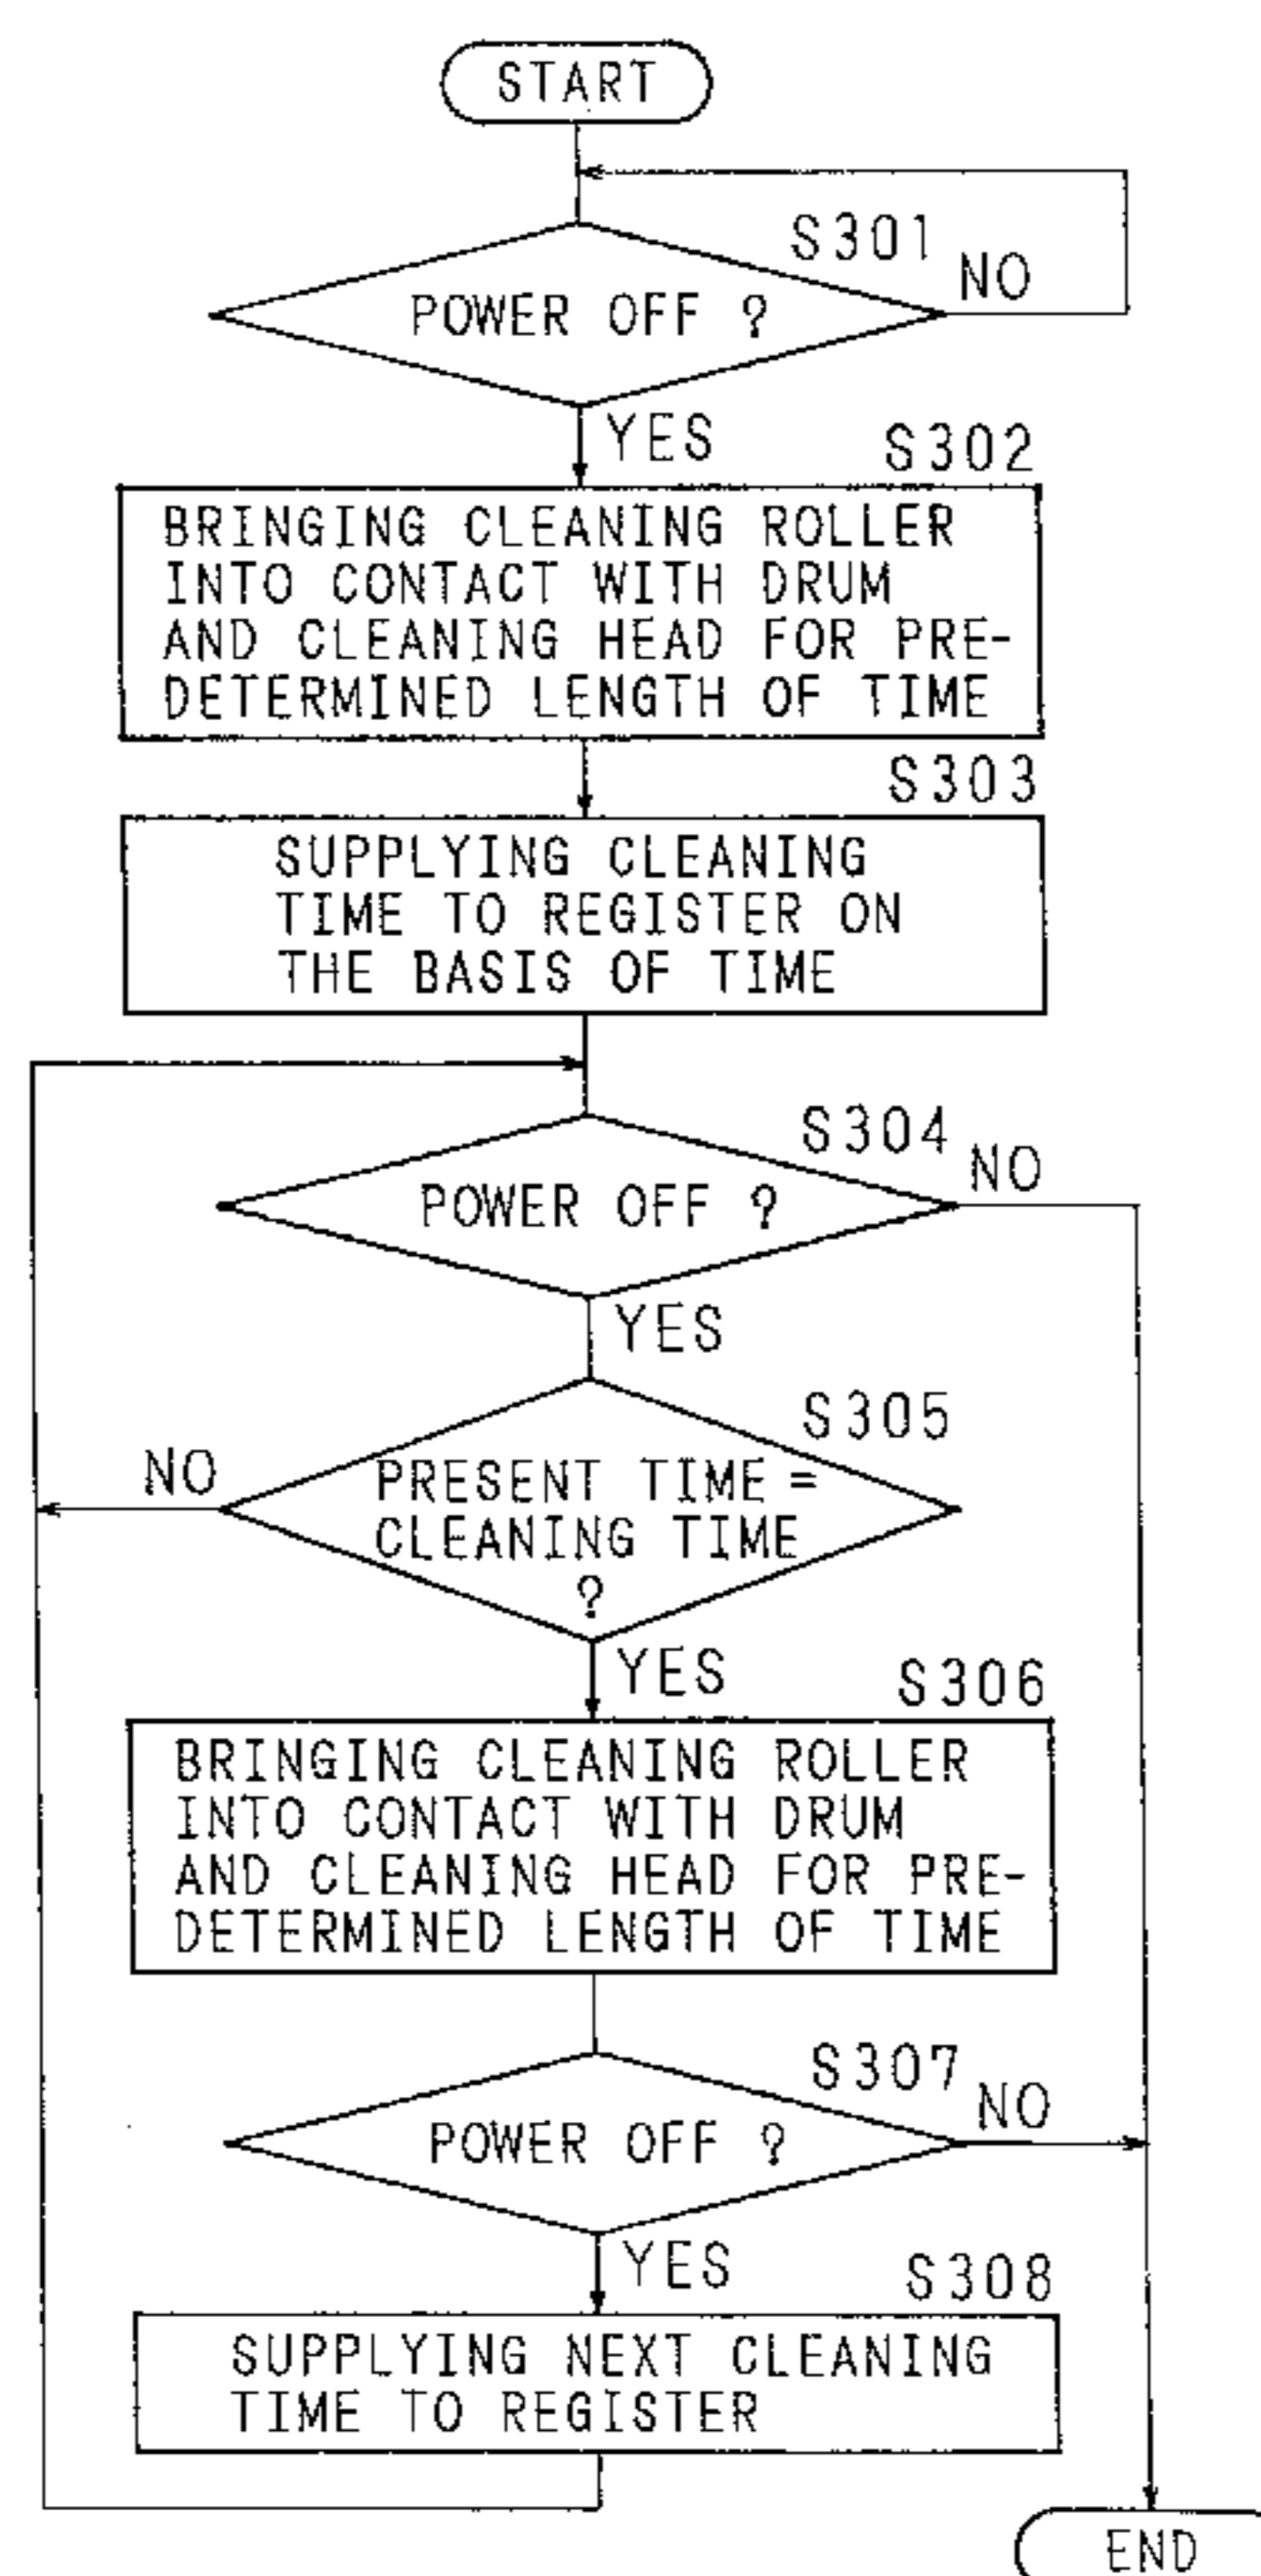 START
S301
NO
POWER OFF ?
YES
S302
BRINGING CLEANING ROLLER
INTO CONTACT WITH DRUM
AND CLEANING HEAD FOR PRE-
DETERMINED LENGTH OF TIME
S303
SUPPLYING CLEANING
TIME TO REGISTER ON
THE BASIS OF TIME
S304
NO
POWER OFF ?
YES
S305
NO
PRESENT TIME =
CLEANING TIME
?
YES
S306
BRINGING CLEANING ROLLER
INTO CONTACT WITH DRUM
AND CLEANING HEAD FOR PRE-
DETERMINED LENGTH OF TIME
S307
NO
POWER OFF ?
YES
S308
SUPPLYING NEXT CLEANING
TIME TO REGISTER
END